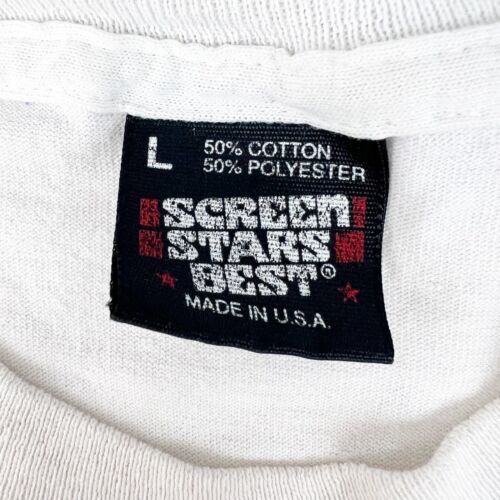 L
50% COTTON
50% POLYESTER
SCREEN
STARS
BEST®
MADE IN U.S.A.